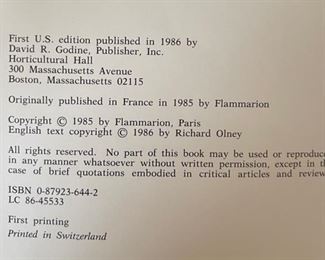 First U.S. edition published in 1986 by
David R. Godine, Publisher, Inc.
Horticultural Hall
300 Massachusetts Avenue
Boston, Massachusetts 02115
Originally published in France in 1985 by Flammarion
Copyright © 1985 by Flammarion, Paris
English text copyright © 1986 by Richard Olney
All rights reserved. No part of this book may be used or reproduce
in any manner whatsoever without written permission, except in th
case of brief quotations embodied in critical articles and review
ISBN 0-87923-644-2
LC 86-45533
First printing
Printed in Switzerland